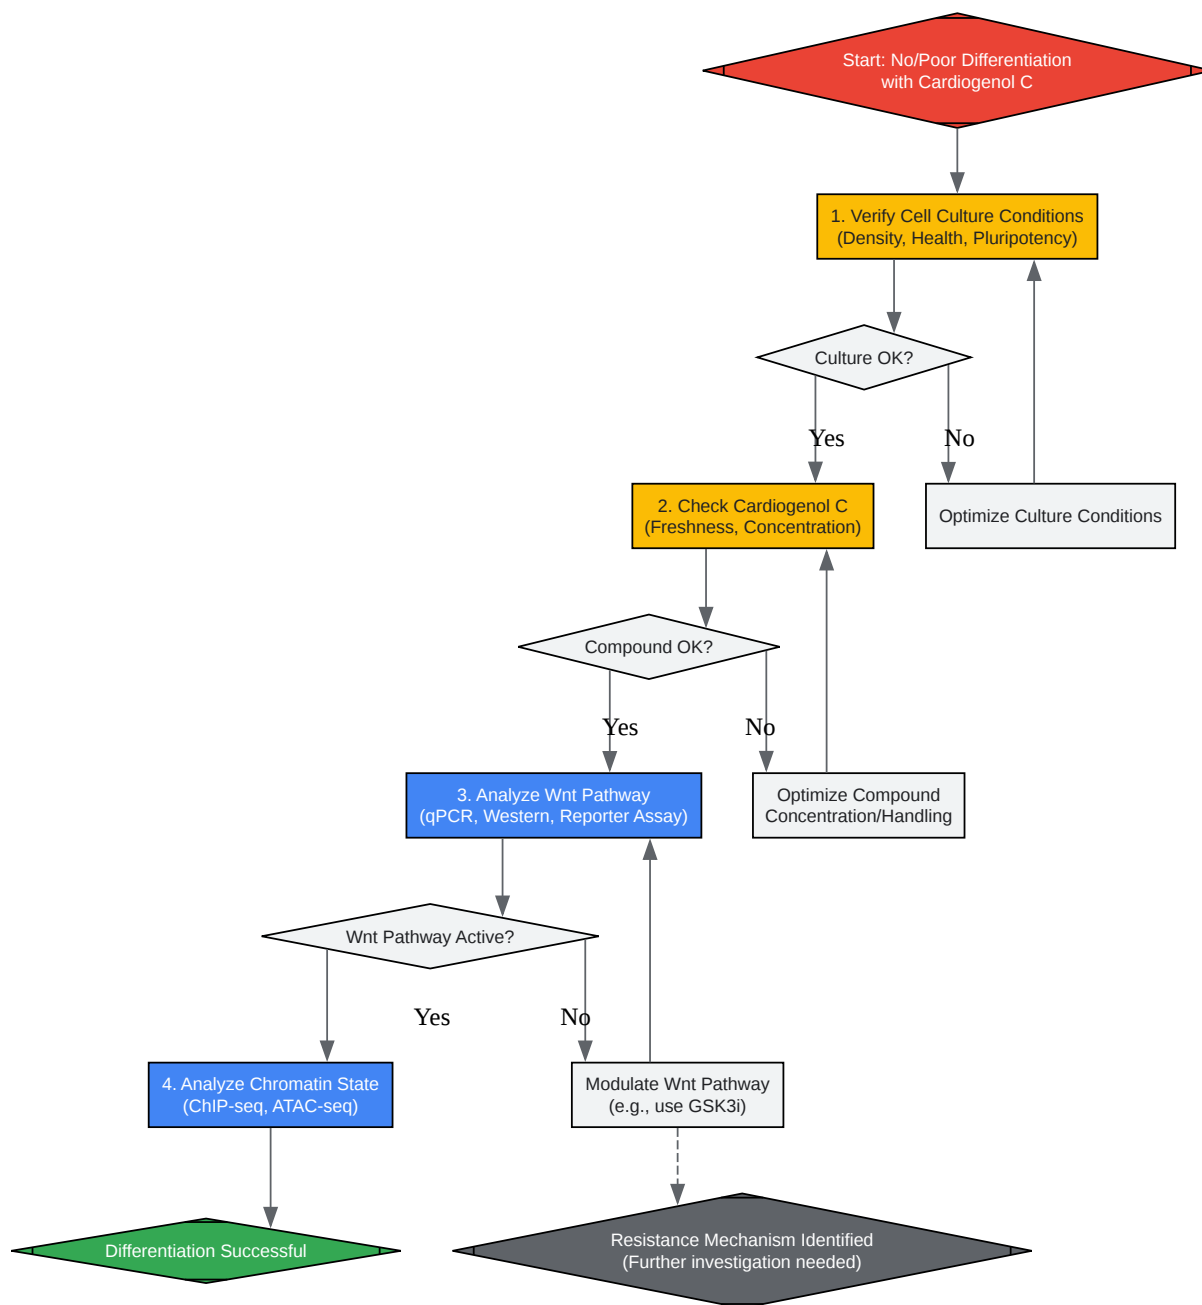 Start: No/Poor Differentiation
with Cardiogenol C
1. Verify Cell Culture Conditions
(Density, Health, Pluripotency)
Culture OK?
Yes
No
2. Check Cardiogenol C
(Freshness, Concentration)
Optimize Culture Conditions
Compound OK?
Yes
No
3. Analyze Wnt Pathway
(qPCR, Western, Reporter Assay)
Optimize Compound
Concentration/Handling
Wnt Pathway Active?
Yes
No
4. Analyze Chromatin State
(ChIP-seq, ATAC-seq)
Modulate Wnt Pathway
(e.g., use GSK3i)
Differentiation Successful
Resistance Mechanism Identified
(Further investigation needed)